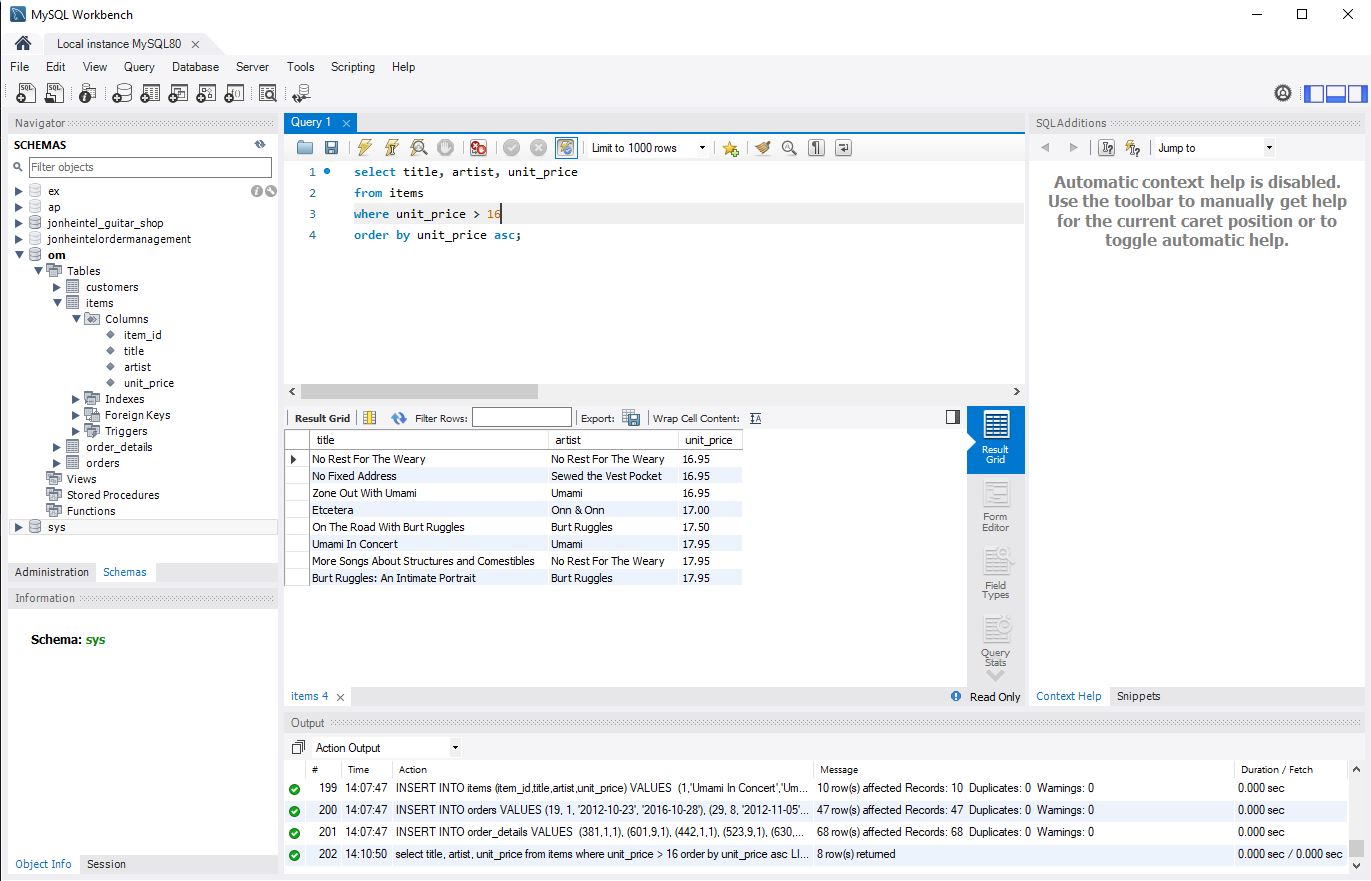 MySQL Workbench
Local instance MySQL80
File Edit View Query Database Server Tools Scripting Help
Navigator
SCHEMAS
Filter objects
ex
ap
jonheintel_guitar_shop
jonheintelordermanagement
om
Tables
customers
items
Columns
item_id
title
artist
unit_price
Indexes
Foreign Keys
Triggers
order_details
orders
Views
Stored Procedures
Functions
sys
Administration Schemas
Information
Schema: sys
Object Info Session
Query 1
Limit to 1000 rows
1 select title, artist, unit_price
2 from items
3 where unit_price > 16
4 order by unit_price asc;
Result Grid Filter Rows: Export: Wrap Cell Content:
title artist unit_price
No Rest For The Weary No Rest For The Weary 16.95
No Fixed Address Sewed the Vest Pocket 16.95
Zone Out With Umami Umami 16.95
Etcetera Onn & Onn 17.00
On The Road With Burt Ruggles Burt Ruggles 17.50
Umami In Concert Umami 17.95
More Songs About Structures and Comestibles No Rest For The Weary 17.95
Burt Ruggles: An Intimate Portrait Burt Ruggles 17.95
Result
Grid
Form
Editor
Field
Types
Query
Stats
items 4 Read Only
SQLAdditions
Jump to
Automatic context help is disabled.
Use the toolbar to manually get help
for the current caret position or to
toggle automatic help.
Context Help Snippets
Output
Action Output
# Time Action Message Duration / Fetch
199 14:07:47 INSERT INTO items (item_id,title,artist,unit_price) VALUES (1,'Umami In Concert','Um... 10 row(s) affected Records: 10 Duplicates: 0 Warnings: 0 0.000 sec
200 14:07:47 INSERT INTO orders VALUES (19, 1, '2012-10-23', '2016-10-28'), (29, 8, '2012-11-05'... 47 row(s) affected Records: 47 Duplicates: 0 Warnings: 0 0.000 sec
201 14:07:47 INSERT INTO order_details VALUES (381,1,1), (601,9,1), (442,1,1), (523,9,1), (630,... 68 row(s) affected Records: 68 Duplicates: 0 Warnings: 0 0.000 sec
202 14:10:50 select title, artist, unit_price from items where unit_price > 16 order by unit_price asc LI... 8 row(s) returned 0.000 sec / 0.000 sec